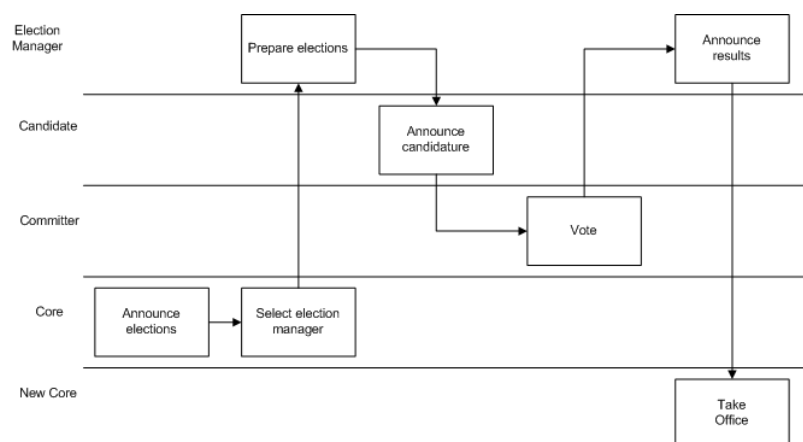 Election
Manager
Prepare elections
Announce
results
Candidate
Announce
candidature
Committer
Vote
Core
Announce
elections
Select election
manager
New Core
Take
Office